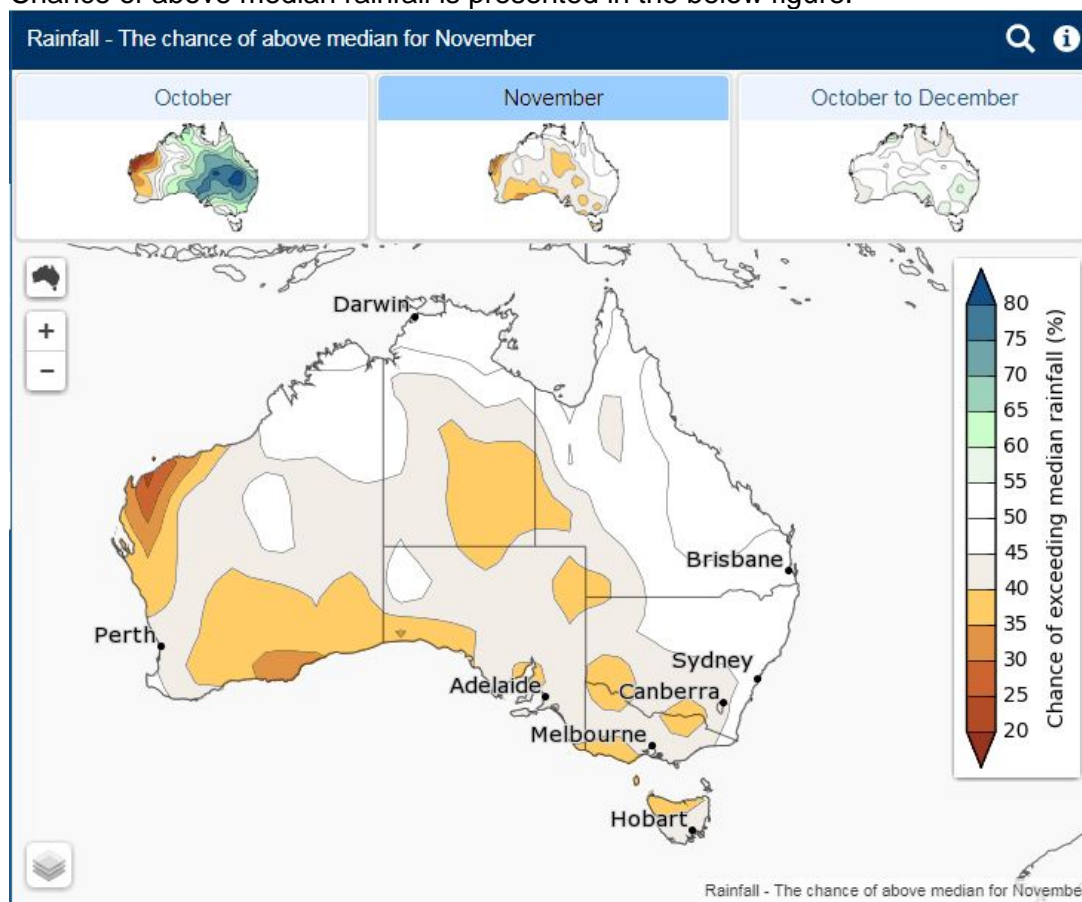 Chance of above median rainfall is presented in the below figure.
Rainfall - The chance of above median for November
October
November
October to December
+
−
Darwin
Brisbane
Perth
Sydney
Adelaide
Canberra
Melbourne
Hobart
80
75
70
65
60
55
50
45
40
35
30
25
20
Chance of exceeding median rainfall (%)
Rainfall - The chance of above median for Novembe